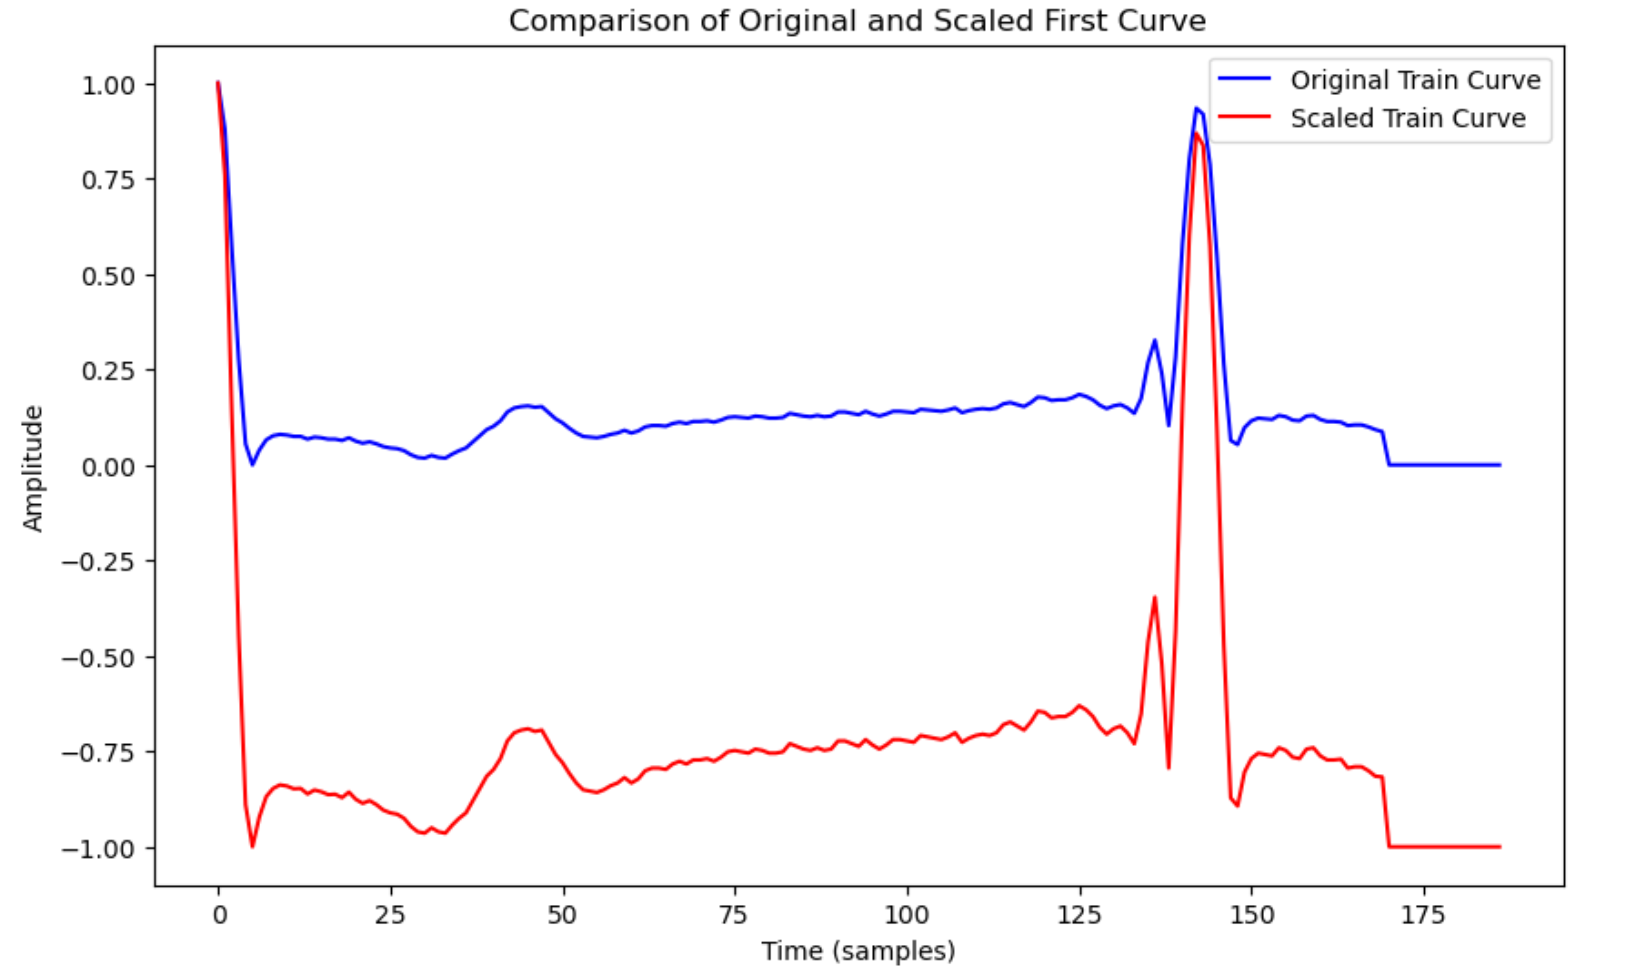 Comparison of Original and Scaled First Curve
Original Train Curve
Scaled Train Curve
1.00
0.75
0.50
0.25
0.00
−0.25
−0.50
−0.75
−1.00
Amplitude
0 25 50 75 100 125 150 175
Time (samples)